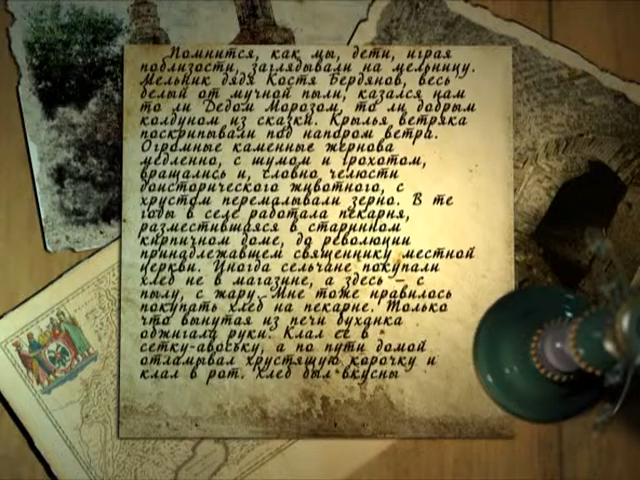 Помнится, как мы, дети, играя
поблизости, заглядывали на мельницу.
Мельник дядя Костя Бердянов, весь
белый от мучной пыли, казался нам
то ли Дедом Морозом, то ли добрым
колдуном из сказки. Крылья ветряка
поскрипывали под напором ветра.
Огромные каменные жернова
медленно, с шумом и грохотом,
вращались и, словно челюсти
доисторического животного, с
хрустом перемалывали зерно. В те
годы в селе работала пекарня,
разместившаяся в старинном
кирпичном доме, до революции
принадлежавшем священнику местной
церкви. Иногда сельчане покупали
хлеб не в магазине, а здесь – с
пылу, с жару. Мне тоже нравилось
покупать хлеб на пекарне. Только
что вынутая из печи буханка
обжигала руки. Клал её в
сетку-авоську, а по пути домой
отламывал хрустящую корочку и
клал в рот. Хлеб был вкусны